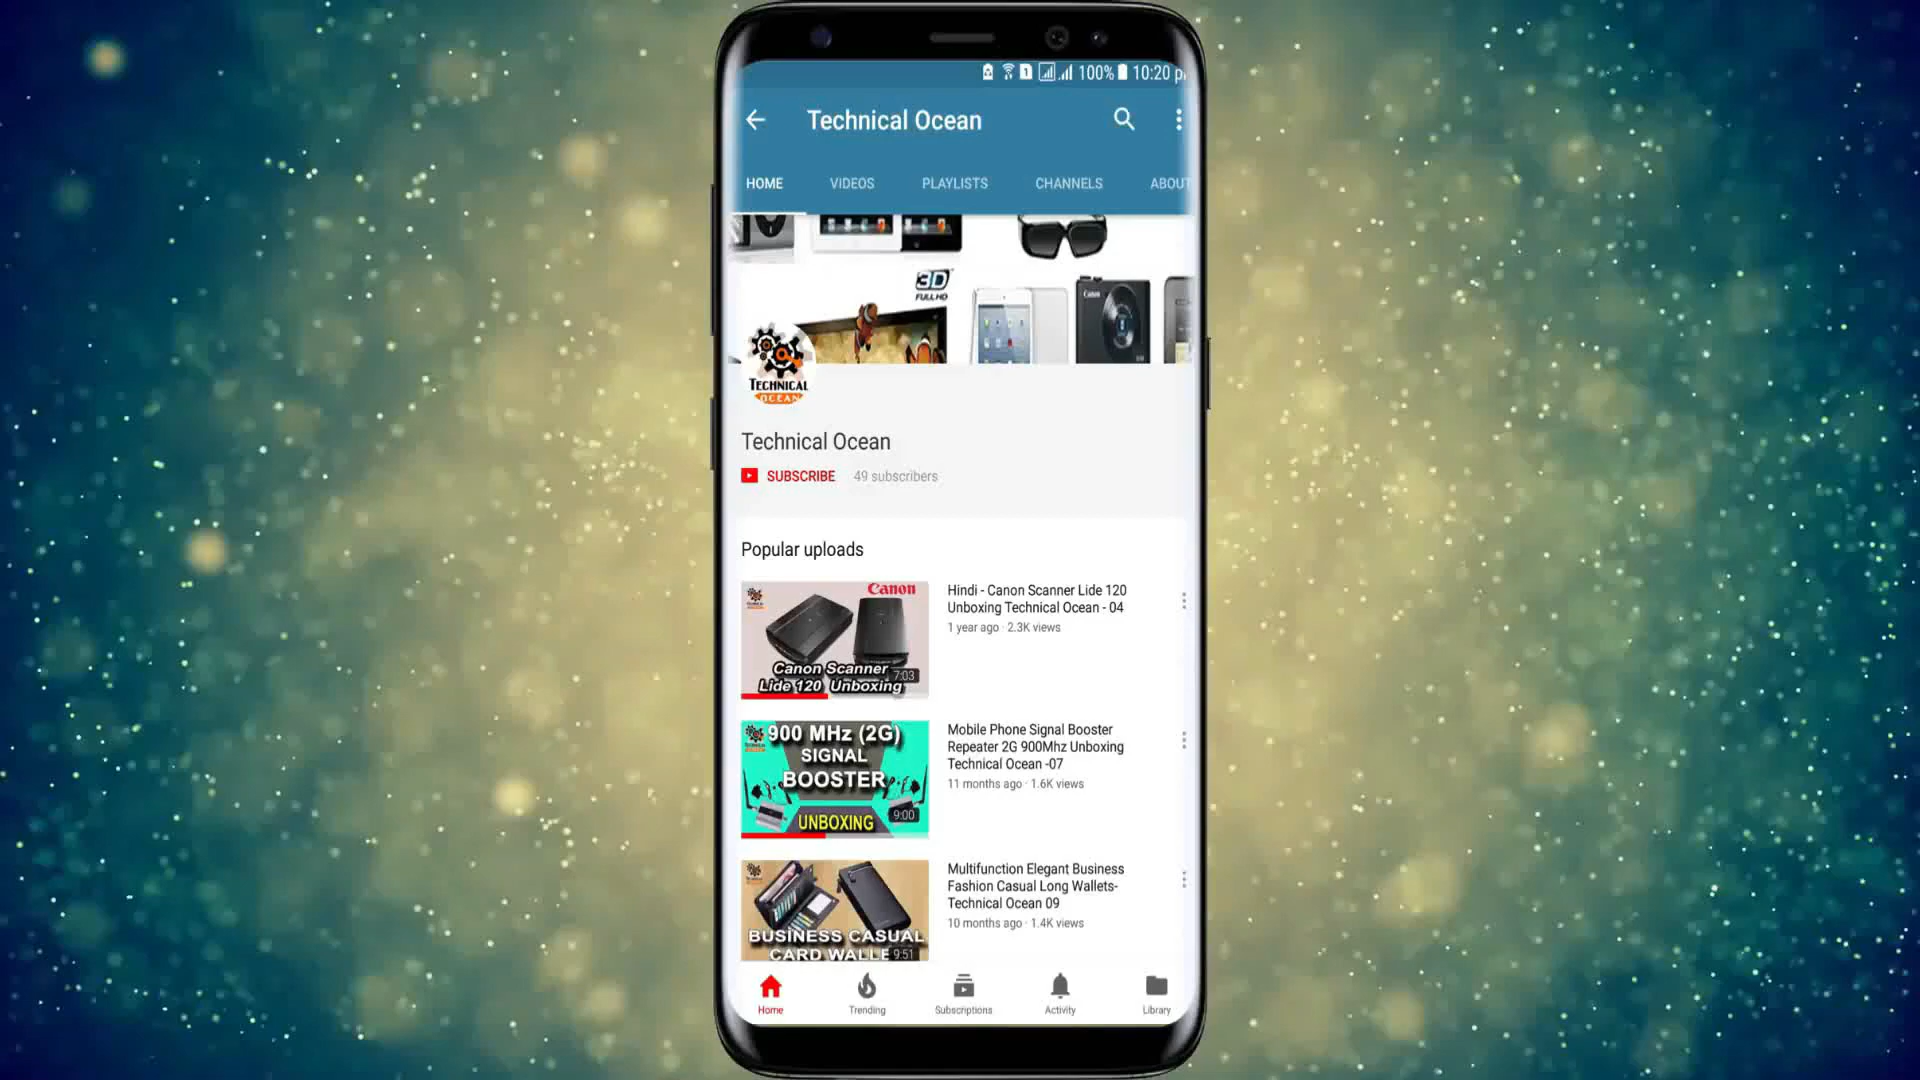 100% 10:20 p
Technical Ocean
HOME VIDEOS PLAYLISTS CHANNELS ABOUT
3D
FULL HD
Canon
TECHNICAL
OCEAN
Technical Ocean
SUBSCRIBE 49 subscribers
Popular uploads
Canon
Canon Scanner
Lide 120 Unboxing
7:03
Hindi - Canon Scanner Lide 120
Unboxing Technical Ocean - 04
1 year ago · 2.3K views
900 MHz (2G)
SIGNAL
BOOSTER
UNBOXING
9:00
Mobile Phone Signal Booster
Repeater 2G 900Mhz Unboxing
Technical Ocean -07
11 months ago · 1.6K views
BUSINESS CASUAL
CARD WALLE
9:51
Multifunction Elegant Business
Fashion Casual Long Wallets-
Technical Ocean 09
10 months ago · 1.4K views
Home Trending Subscriptions Activity Library